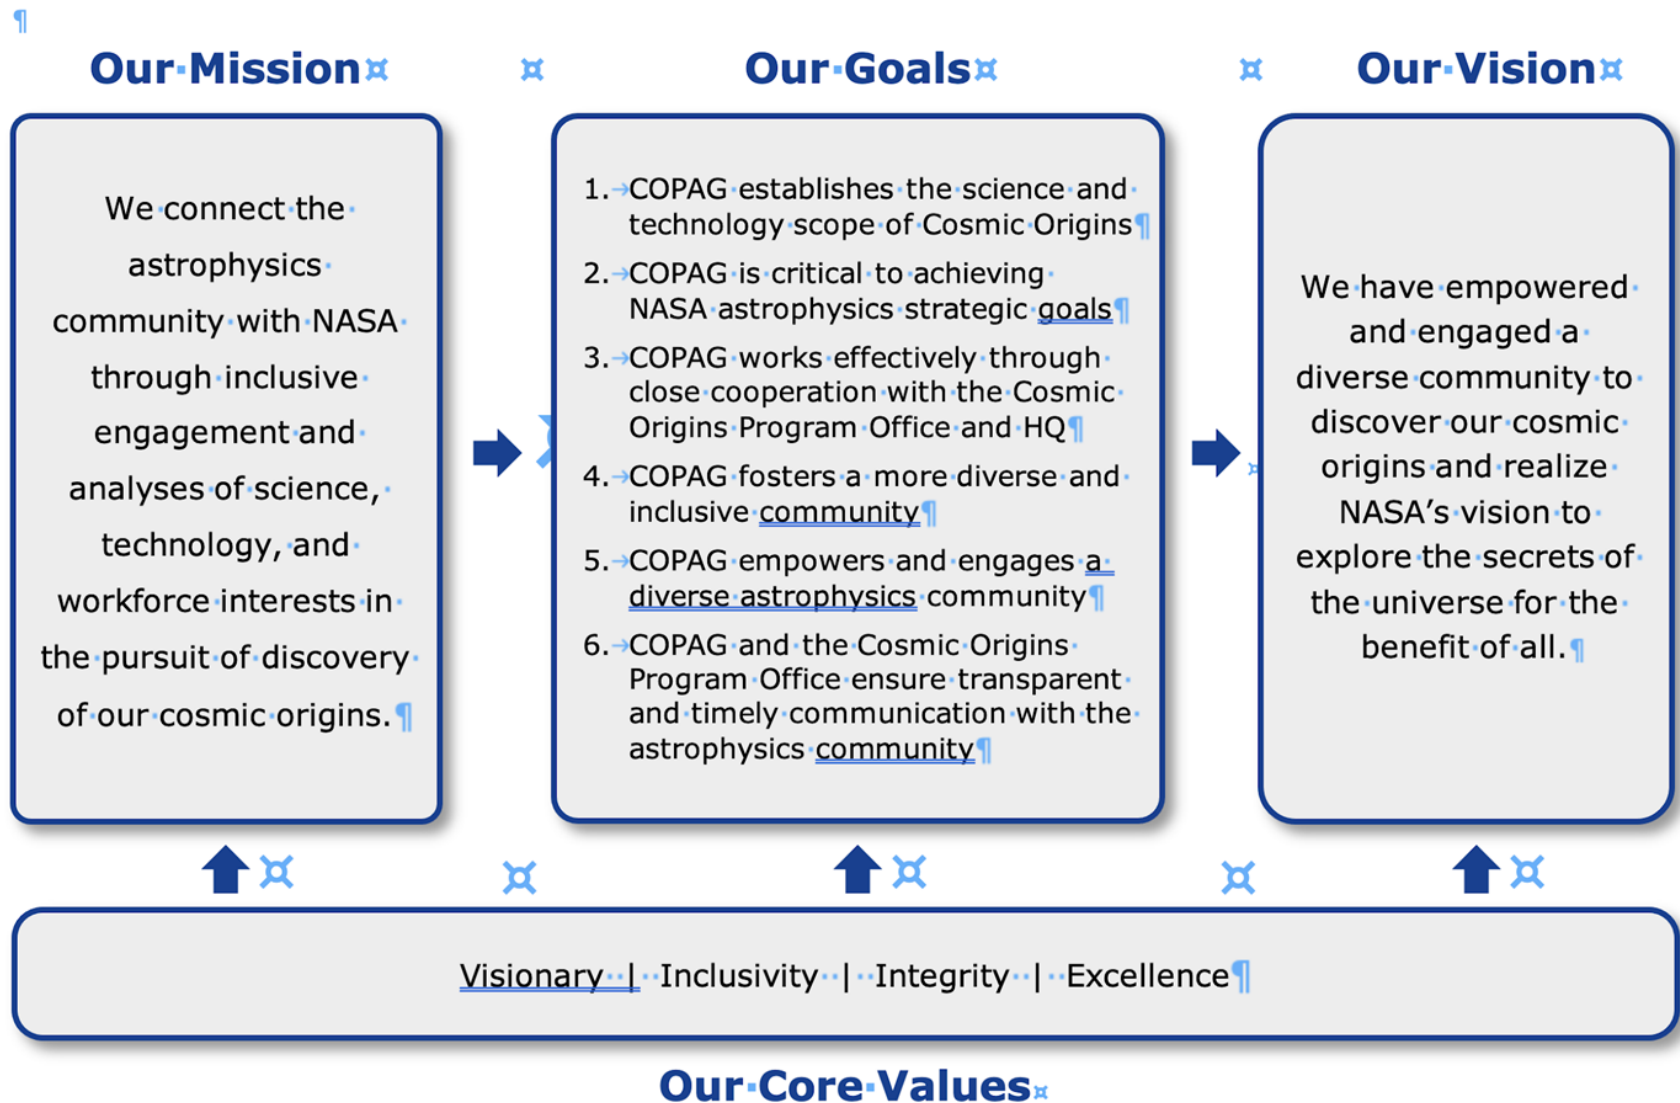 Our Mission
Our Goals
Our Vision
We connect the
astrophysics
community with NASA
through inclusive
engagement and
analyses of science,
technology, and
workforce interests in
the pursuit of discovery
of our cosmic origins.
1. COPAG establishes the science and
technology scope of Cosmic Origins
2. COPAG is critical to achieving
NASA astrophysics strategic goals
3. COPAG works effectively through
close cooperation with the Cosmic
Origins Program Office and HQ
4. COPAG fosters a more diverse and
inclusive community
5. COPAG empowers and engages a
diverse astrophysics community
6. COPAG and the Cosmic Origins
Program Office ensure transparent
and timely communication with the
astrophysics community
We have empowered
and engaged a
diverse community to
discover our cosmic
origins and realize
NASA’s vision to
explore the secrets of
the universe for the
benefit of all.
Visionary | Inclusivity | Integrity | Excellence
Our Core Values